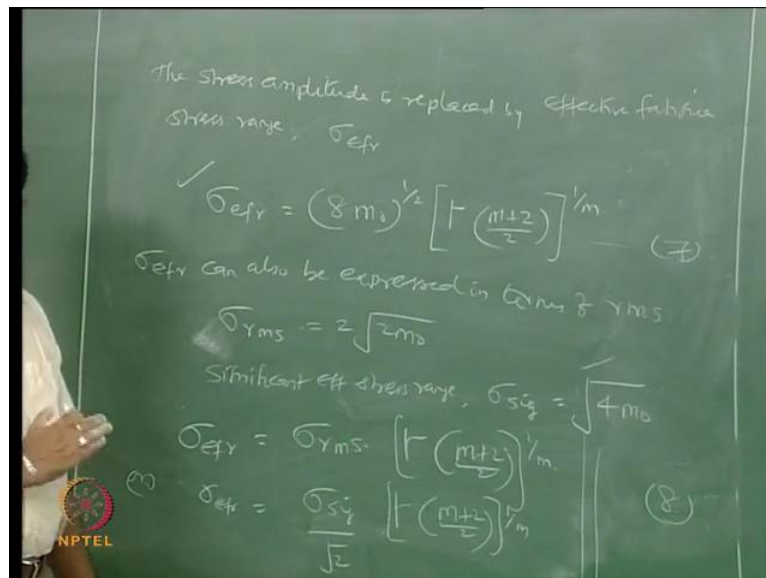 the stress amplitude is replaced by effective fatigue
stress range, σefr
✓ σefr = (8 m₀)^1/2 [Γ (m+2/2)]^1/m — (7)
σefr can also be expressed in terms of rms
σrms = 2√2m₀
Significant eff stress range, σsig = √4m₀
σefr = σrms. [Γ (m+2/2)]^1/m.
(or) σefr = σsig/√2 [Γ (m+2/2)]^1/m (8)
NPTEL